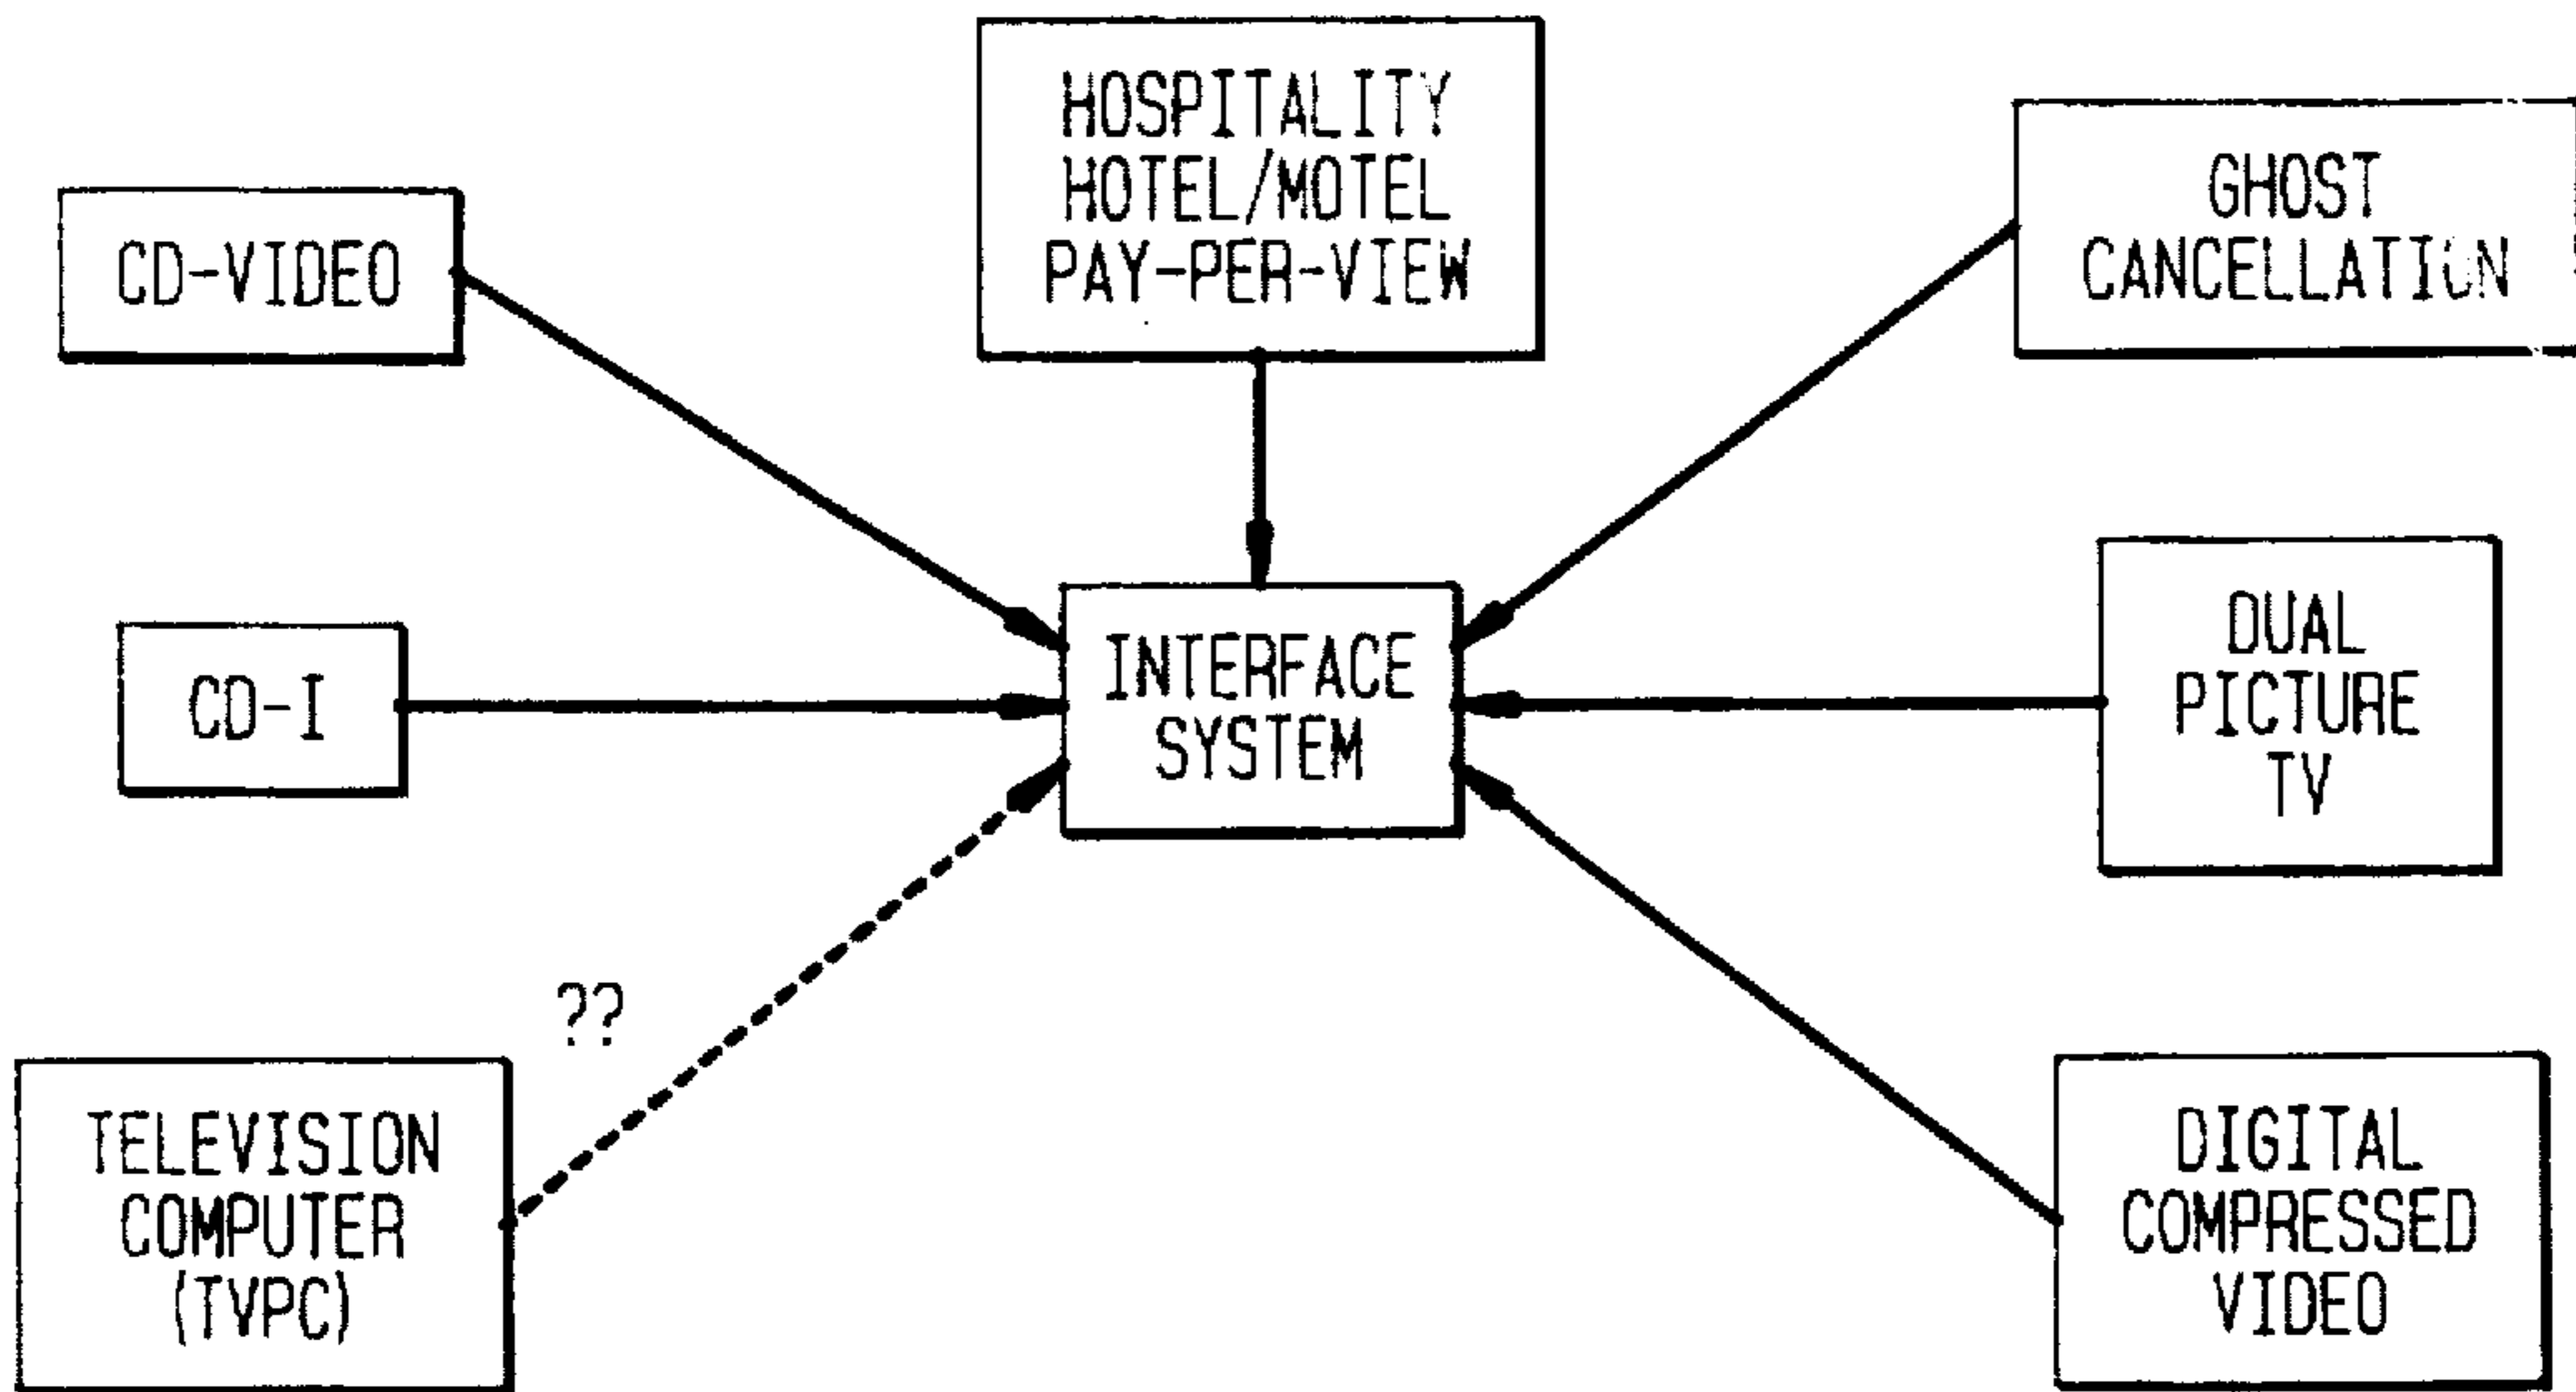 HOSPITALITY
HOTEL/MOTEL
PAY-PER-VIEW
GHOST
CANCELLATION
CD-VIDEO
DUAL
PICTURE
TV
INTERFACE
SYSTEM
CD-I
??
TELEVISION
COMPUTER
(TVPC)
DIGITAL
COMPRESSED
VIDEO